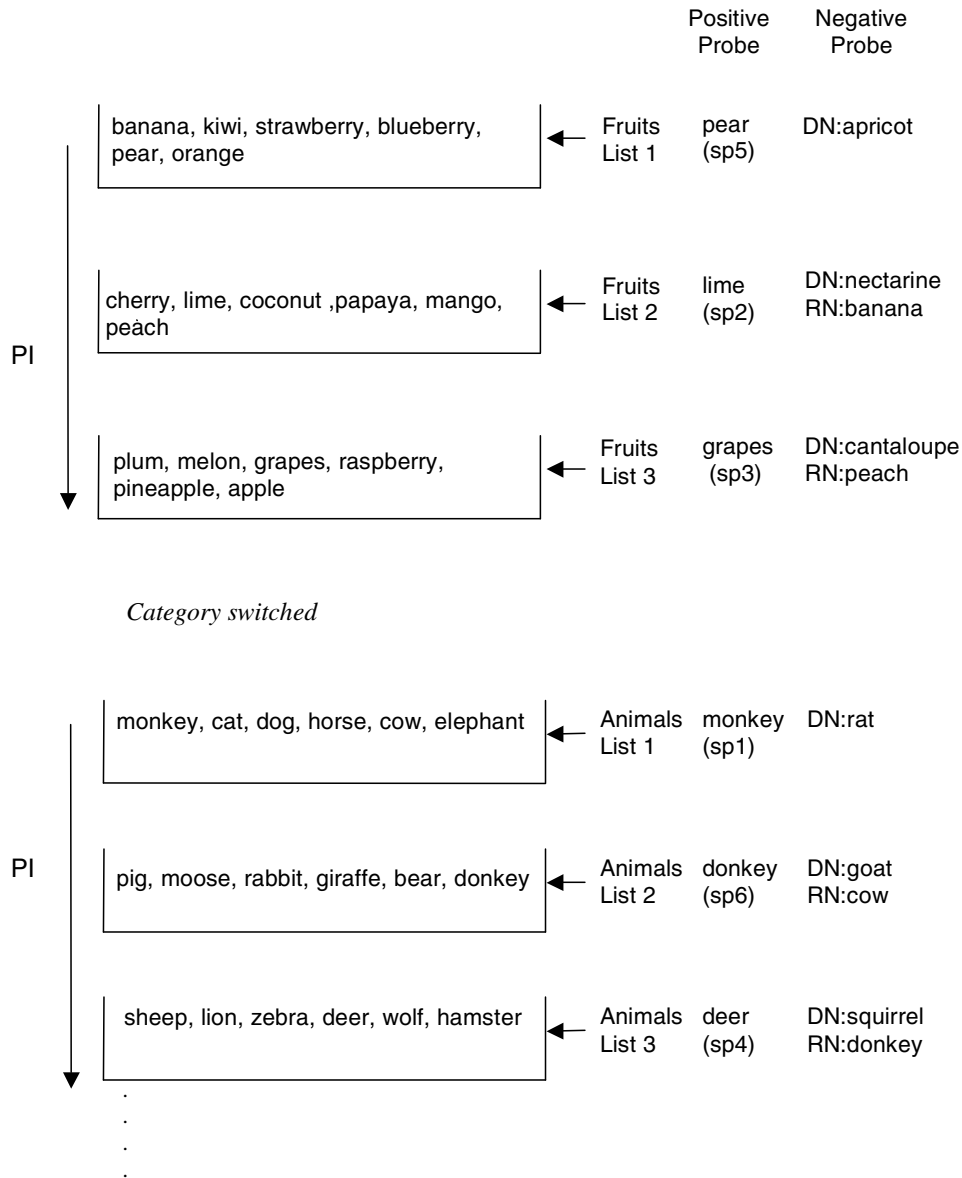 Positive Probe Negative Probe
banana, kiwi, strawberry, blueberry,
pear, orange
Fruits List 1
pear (sp5)
DN:apricot
PI
cherry, lime, coconut ,papaya, mango,
peach
Fruits List 2
lime (sp2)
DN:nectarine
RN:banana
plum, melon, grapes, raspberry,
pineapple, apple
Fruits List 3
grapes (sp3)
DN:cantaloupe
RN:peach
Category switched
monkey, cat, dog, horse, cow, elephant
Animals List 1
monkey (sp1)
DN:rat
PI
pig, moose, rabbit, giraffe, bear, donkey
Animals List 2
donkey (sp6)
DN:goat
RN:cow
sheep, lion, zebra, deer, wolf, hamster
Animals List 3
deer (sp4)
DN:squirrel
RN:donkey
.
.
.
.